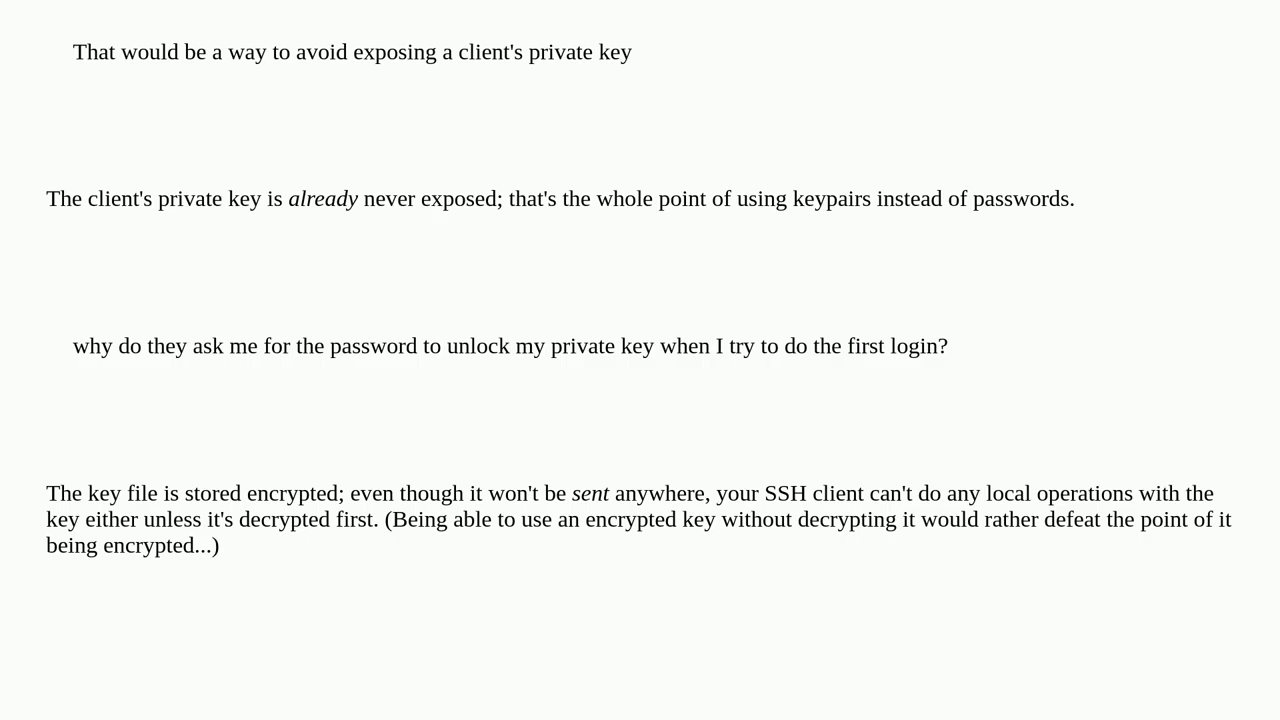 That would be a way to avoid exposing a client's private key
The client's private key is already never exposed; that's the whole point of using keypairs instead of passwords.
why do they ask me for the password to unlock my private key when I try to do the first login?
The key file is stored encrypted; even though it won't be sent anywhere, your SSH client can't do any local operations with the
key either unless it's decrypted first. (Being able to use an encrypted key without decrypting it would rather defeat the point of it
being encrypted...)